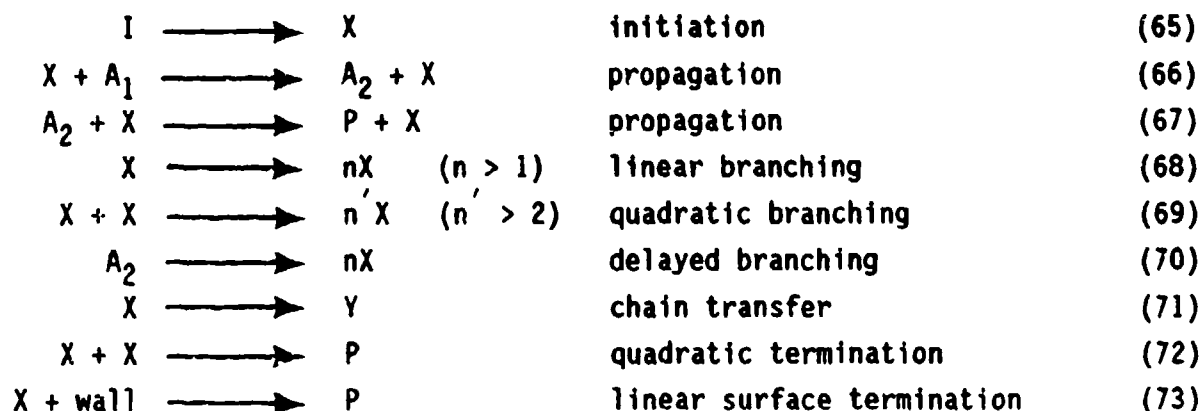 I ⟶ X initiation (65)
X + A₁ ⟶ A₂ + X propagation (66)
A₂ + X ⟶ P + X propagation (67)
X ⟶ nX (n > 1) linear branching (68)
X + X ⟶ n'X (n' > 2) quadratic branching (69)
A₂ ⟶ nX delayed branching (70)
X ⟶ Y chain transfer (71)
X + X ⟶ P quadratic termination (72)
X + wall ⟶ P linear surface termination (73)